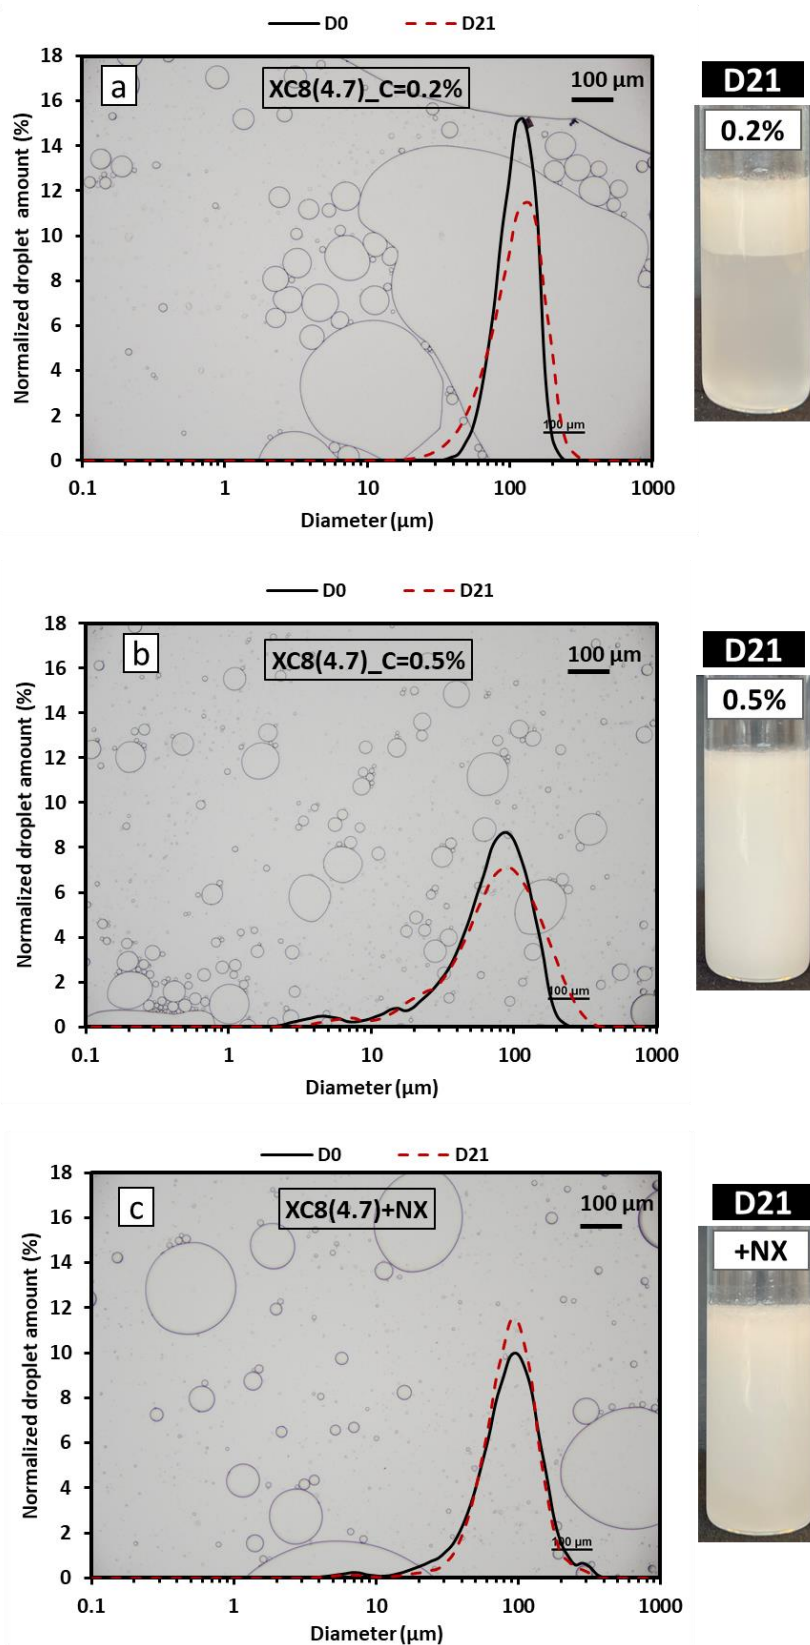 D0 D21
a
XC8(4.7)_C=0.2%
100 µm
D21
0.2%
18
16
14
12
10
8
6
4
2
0
Normalized droplet amount (%)
100 µm
0.1 1 10 100 1000
Diameter (µm)
D0 D21
b
XC8(4.7)_C=0.5%
100 µm
D21
0.5%
18
16
14
12
10
8
6
4
2
0
Normalized droplet amount (%)
100 µm
0.1 1 10 100 1000
Diameter (µm)
D0 D21
c
XC8(4.7)+NX
100 µm
D21
+NX
18
16
14
12
10
8
6
4
2
0
Normalized droplet amount (%)
100 µm
0.1 1 10 100 1000
Diameter (µm)